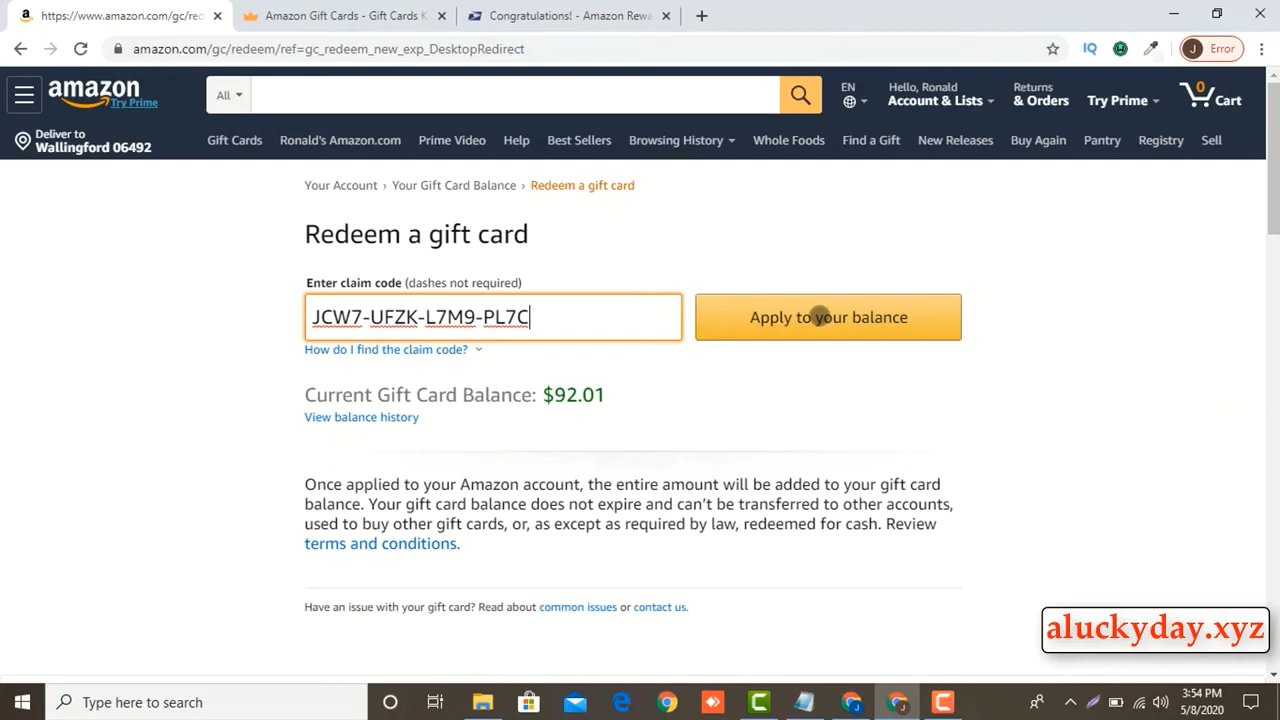 https://www.amazon.com/gc/red
Amazon Gift Cards - Gift Cards K
Congratulations! - Amazon Rewa
amazon.com/gc/redeem/ref=gc_redeem_new_exp_DesktopRedirect
IQ
J Error
amazon
Try Prime
All
EN
Hello, Ronald
Account & Lists
Returns
& Orders
Try Prime
0
Cart
Deliver to
Wallingford 06492
Gift Cards Ronald's Amazon.com Prime Video Help Best Sellers Browsing History Whole Foods Find a Gift New Releases Buy Again Pantry Registry Sell
Your Account › Your Gift Card Balance › Redeem a gift card
Redeem a gift card
Enter claim code (dashes not required)
JCW7-UFZK-L7M9-PL7C
Apply to your balance
How do I find the claim code?
Current Gift Card Balance: $92.01
View balance history
Once applied to your Amazon account, the entire amount will be added to your gift card
balance. Your gift card balance does not expire and can't be transferred to other accounts,
used to buy other gift cards, or, as except as required by law, redeemed for cash. Review
terms and conditions.
Have an issue with your gift card? Read about common issues or contact us.
aluckyday.xyz
Type here to search
3:54 PM
5/8/2020